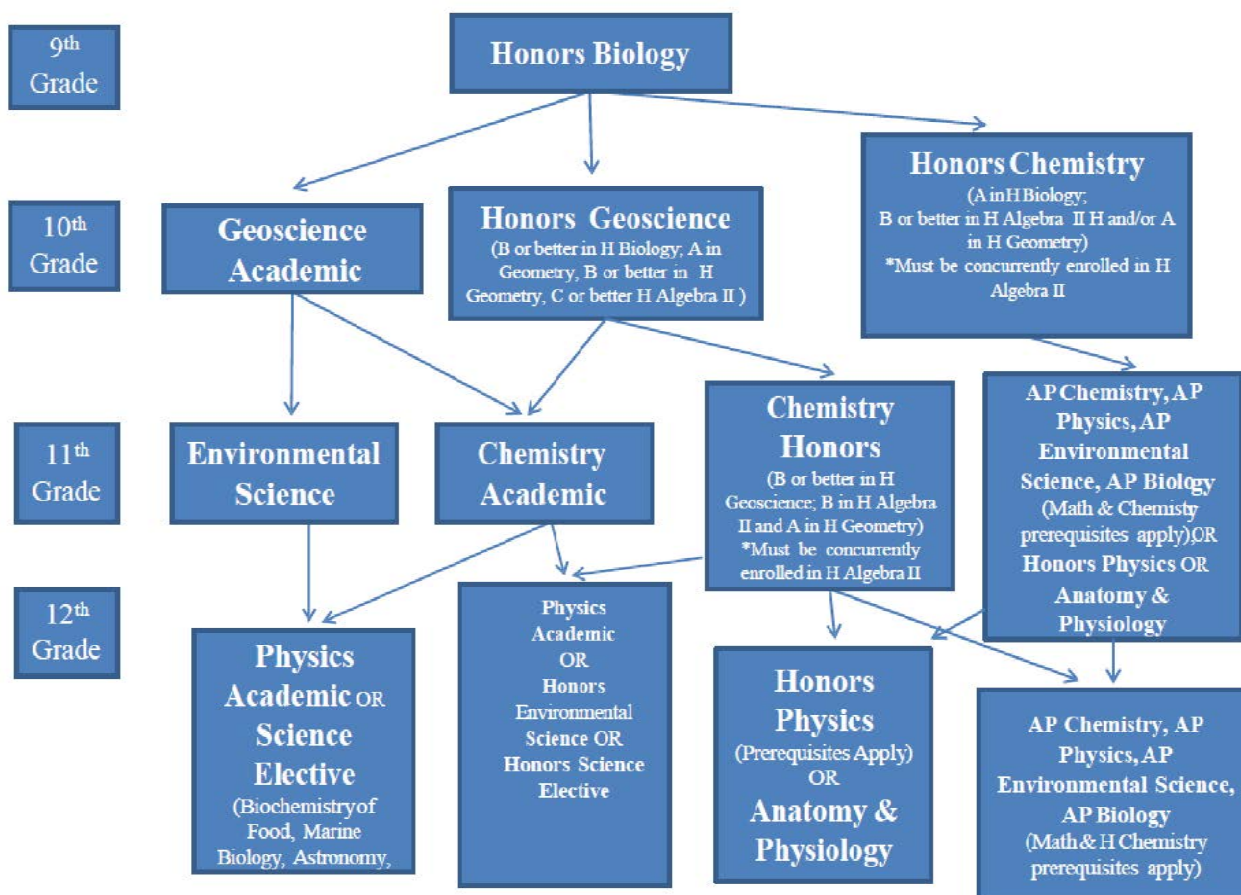 9th
Grade
Honors Biology
10th
Grade
Geoscience
Academic
Honors Geoscience
(B or better in H Biology; A in
Geometry, B or better in H
Geometry, C or better H Algebra II )
Honors Chemistry
(A in H Biology;
B or better in H Algebra II H and/or A
in H Geometry)
*Must be concurrently enrolled in H
Algebra II
11th
Grade
Environmental
Science
Chemistry
Academic
Chemistry
Honors
(B or better in H
Geoscience; B in H Algebra
II and A in H Geometry)
*Must be concurrently
enrolled in H Algebra II
AP Chemistry, AP
Physics, AP
Environmental
Science, AP Biology
(Math & Chemisty
prerequisites apply),OR
Honors Physics OR
Anatomy &
Physiology
12th
Grade
Physics
Academic OR
Science
Elective
(Biochemistry of
Food, Marine
Biology, Astronomy,
Physics
Academic
OR
Honors
Environmental
Science OR
Honors Science
Elective
Honors
Physics
(Prerequisites Apply)
OR
Anatomy &
Physiology
AP Chemistry, AP
Physics, AP
Environmental Science,
AP Biology
(Math & H Chemistry
prerequisites apply)